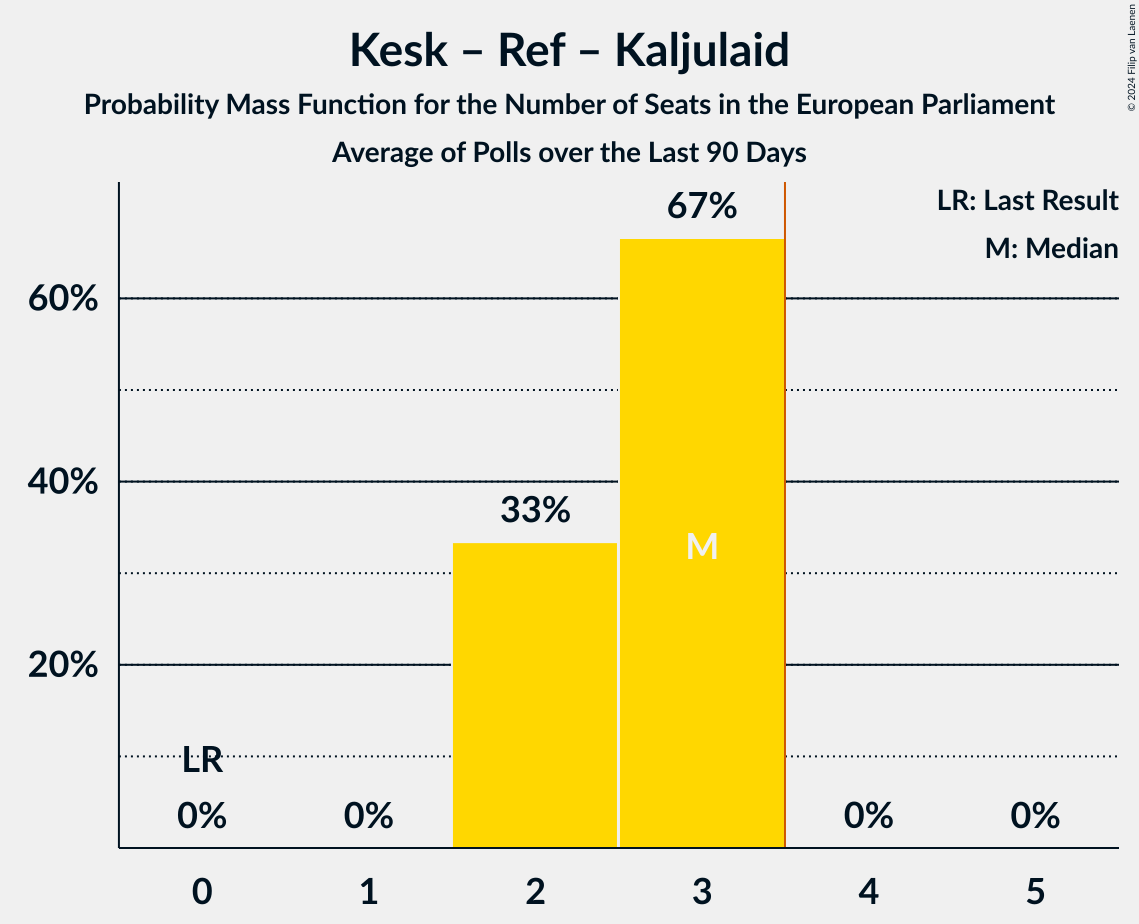 Kesk – Ref – Kaljulaid
Probability Mass Function for the Number of Seats in the European Parliament
Average of Polls over the Last 90 Days
© 2024 Filip van Laenen
LR: Last Result
M: Median
67%
60%
40%
33%
M
20%
LR
0% 0% 0% 0%
0 1 2 3 4 5